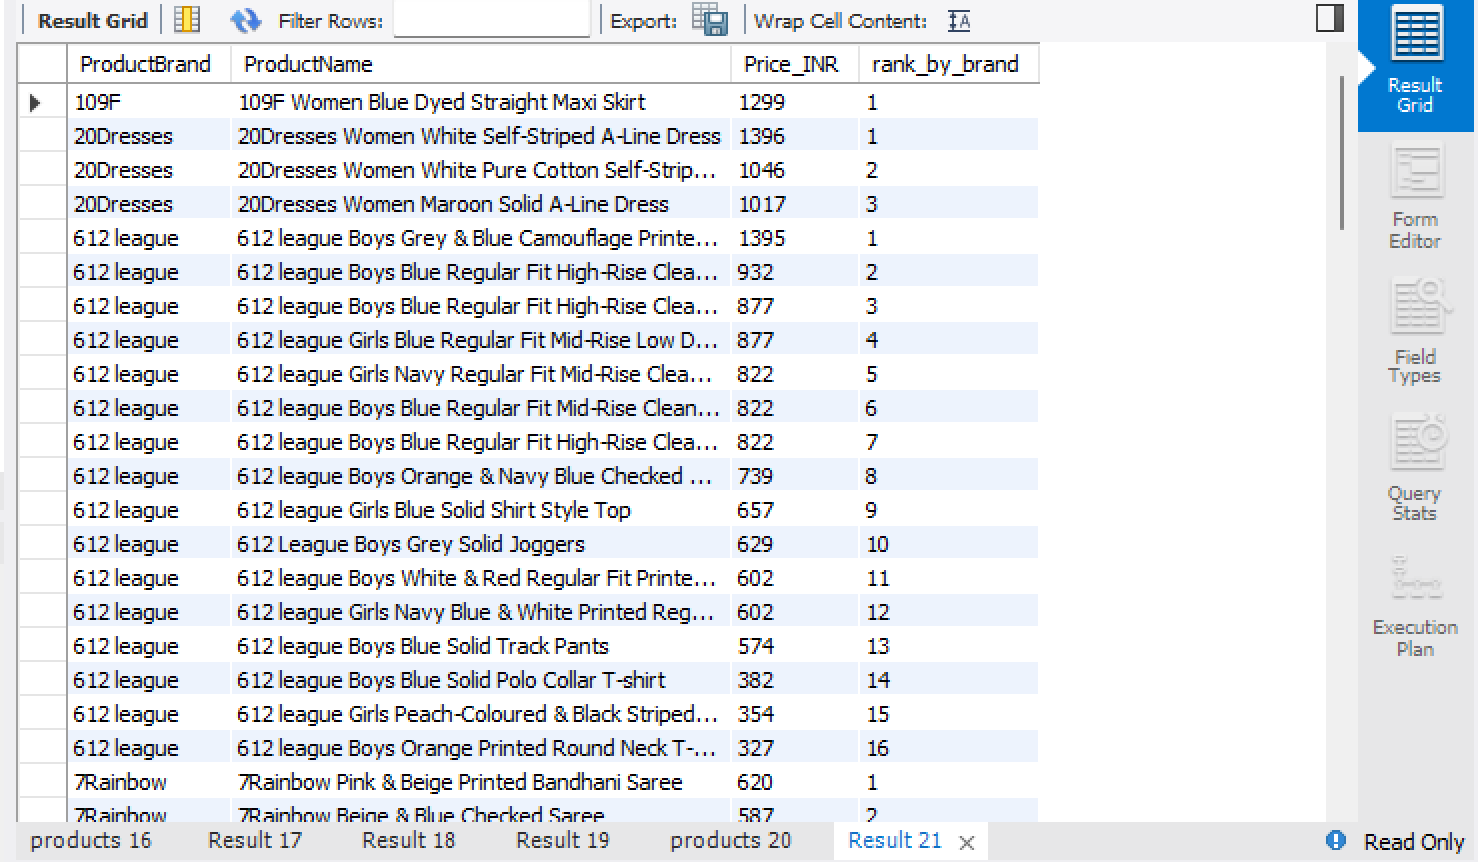 Result Grid Filter Rows: Export: Wrap Cell Content: IA
ProductBrand ProductName Price_INR rank_by_brand
109F 109F Women Blue Dyed Straight Maxi Skirt 1299 1
20Dresses 20Dresses Women White Self-Striped A-Line Dress 1396 1
20Dresses 20Dresses Women White Pure Cotton Self-Strip... 1046 2
20Dresses 20Dresses Women Maroon Solid A-Line Dress 1017 3
612 league 612 league Boys Grey & Blue Camouflage Printe... 1395 1
612 league 612 league Boys Blue Regular Fit High-Rise Clea... 932 2
612 league 612 league Boys Blue Regular Fit High-Rise Clea... 877 3
612 league 612 league Girls Blue Regular Fit Mid-Rise Low D... 877 4
612 league 612 league Girls Navy Regular Fit Mid-Rise Clea... 822 5
612 league 612 league Boys Blue Regular Fit Mid-Rise Clean... 822 6
612 league 612 league Boys Blue Regular Fit High-Rise Clea... 822 7
612 league 612 league Boys Orange & Navy Blue Checked ... 739 8
612 league 612 league Girls Blue Solid Shirt Style Top 657 9
612 league 612 League Boys Grey Solid Joggers 629 10
612 league 612 league Boys White & Red Regular Fit Printe... 602 11
612 league 612 league Girls Navy Blue & White Printed Reg... 602 12
612 league 612 league Boys Blue Solid Track Pants 574 13
612 league 612 league Boys Blue Solid Polo Collar T-shirt 382 14
612 league 612 league Girls Peach-Coloured & Black Striped... 354 15
612 league 612 league Boys Orange Printed Round Neck T-... 327 16
7Rainbow 7Rainbow Pink & Beige Printed Bandhani Saree 620 1
7Rainbow 7Rainbow Beige & Blue Checked Saree 587 2
products 16 Result 17 Result 18 Result 19 products 20 Result 21
Result
Grid
Form
Editor
Field
Types
Query
Stats
Execution
Plan
Read Only